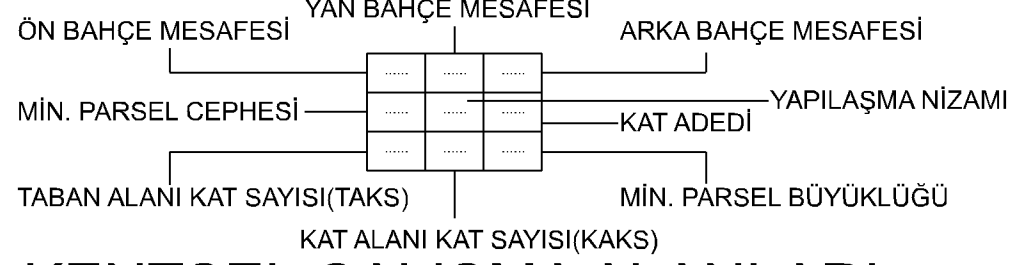 YAN BAHÇE MESAFESİ
ÖN BAHÇE MESAFESİ
ARKA BAHÇE MESAFESİ
...... ...... ......
MİN. PARSEL CEPHESİ
...... ...... ......
YAPILAŞMA NİZAMI
KAT ADEDİ
...... ...... ......
TABAN ALANI KAT SAYISI(TAKS)
MİN. PARSEL BÜYÜKLÜĞÜ
KAT ALANI KAT SAYISI(KAKS)